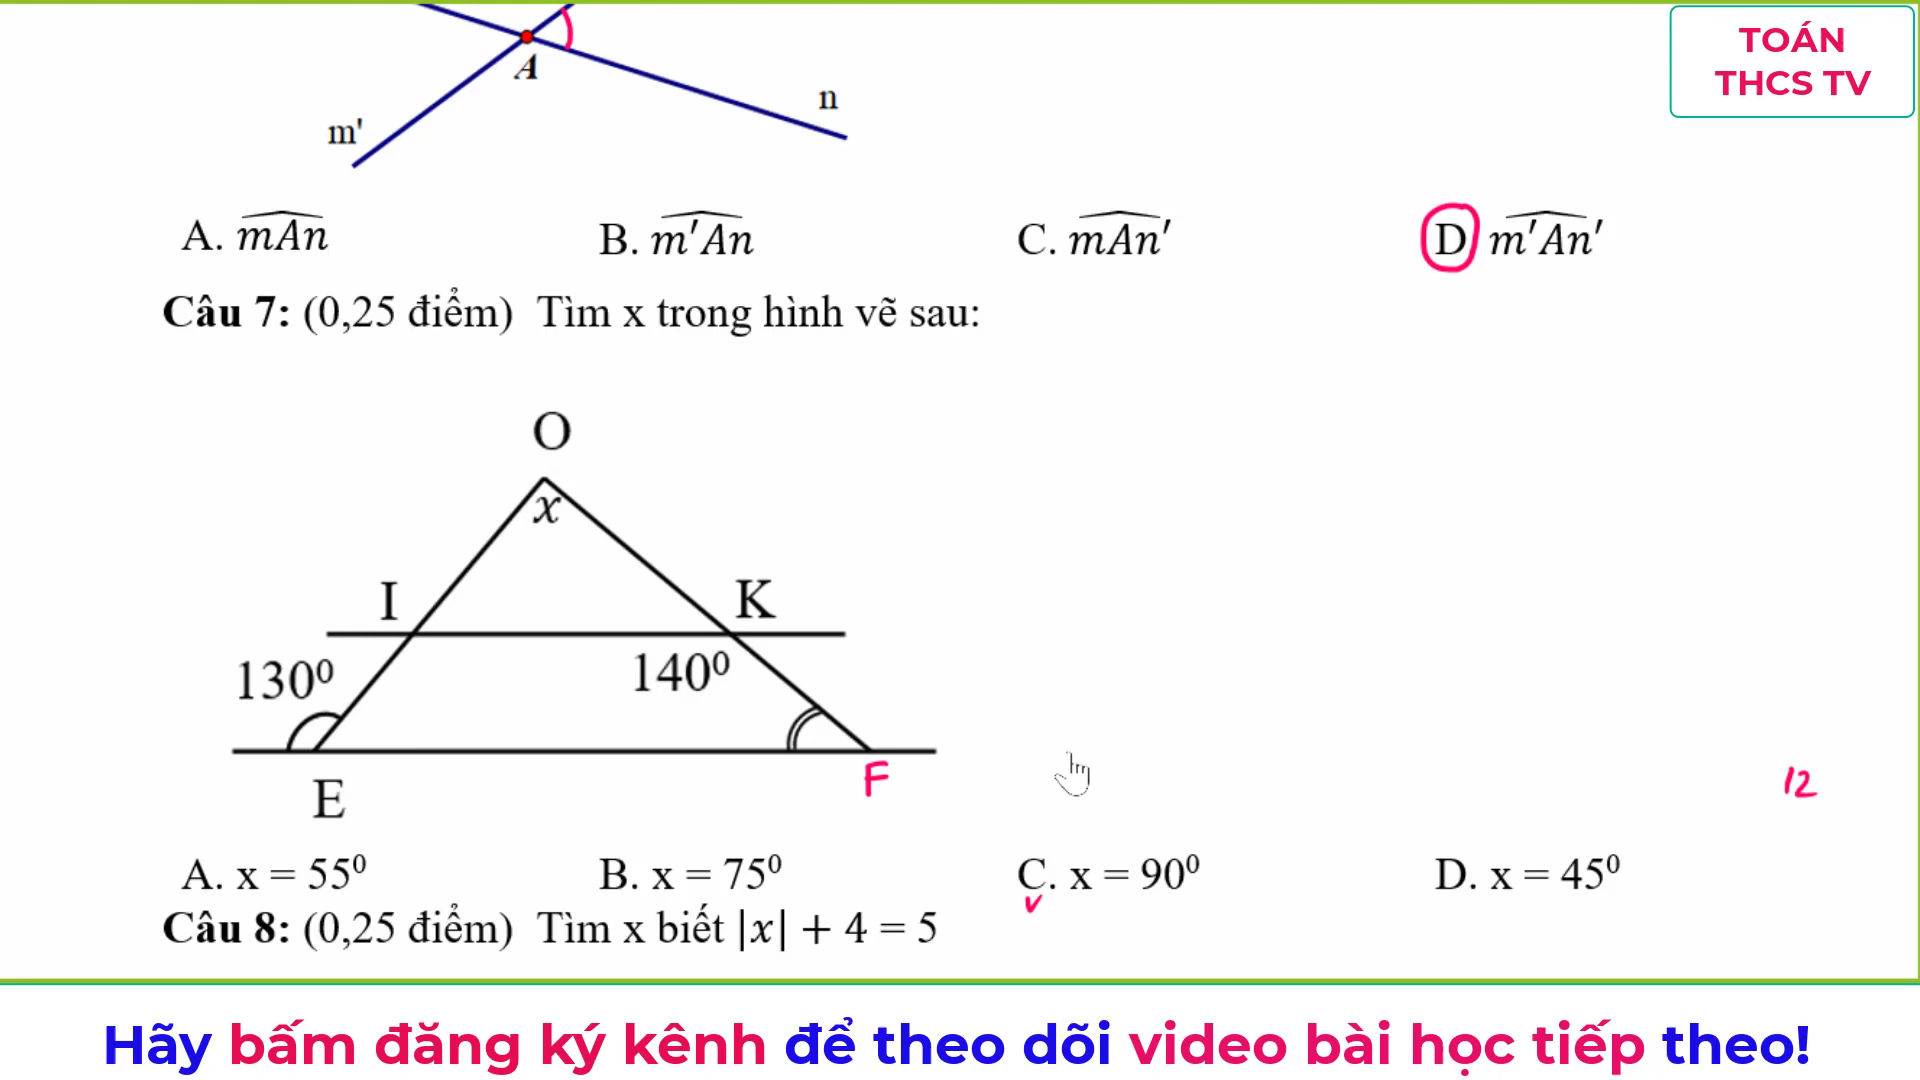 TOÁN
THCS TV
A
n
m'
A. mAn
B. m'An
C. mAn'
D m'An'
Câu 7: (0,25 điểm) Tìm x trong hình vẽ sau:
O
x
I
K
130⁰
140⁰
F
12
E
A. x = 55⁰
B. x = 75⁰
C. x = 90⁰
D. x = 45⁰
Câu 8: (0,25 điểm) Tìm x biết |x| + 4 = 5
Hãy bấm đăng ký kênh để theo dõi video bài học tiếp theo!